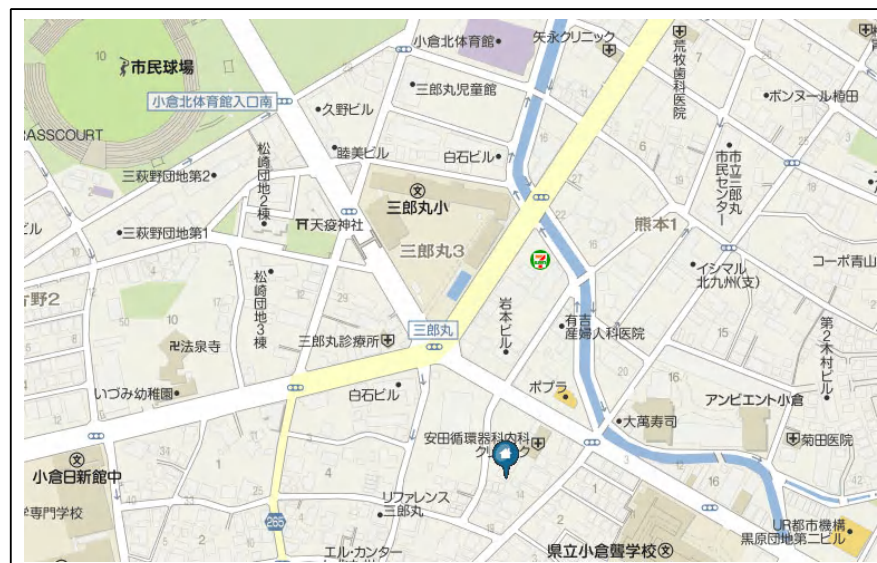 小倉北体育館
矢永クリニック
荒牧歯科医院
10
市民球場
三郎丸児童館
ボンヌール植田
小倉北体育館入口南
久野ビル
RASSCOURT
松崎団地2棟
睦美ビル
白石ビル
市立三郎丸
市民センター
三萩野団地第2
文
三郎丸小
天疫神社
三郎丸3
熊本1
三萩野団地第1
イシマル
北九州(支)
コーポ青山
松崎団地3棟
岩本ビル
有吉
産婦人科医院
第2木村ビル
三郎丸診療所
三郎丸
卍法泉寺
いづみ幼稚園
白石ビル
ポプラ
アンビエント小倉
大萬寿司
安田循環器科内科
菊田医院
文
小倉日新館中
リファレンス
三郎丸
学専門学校
265
エル・カンター
県立小倉聾学校文
UR都市機構
黒原団地第二ビル